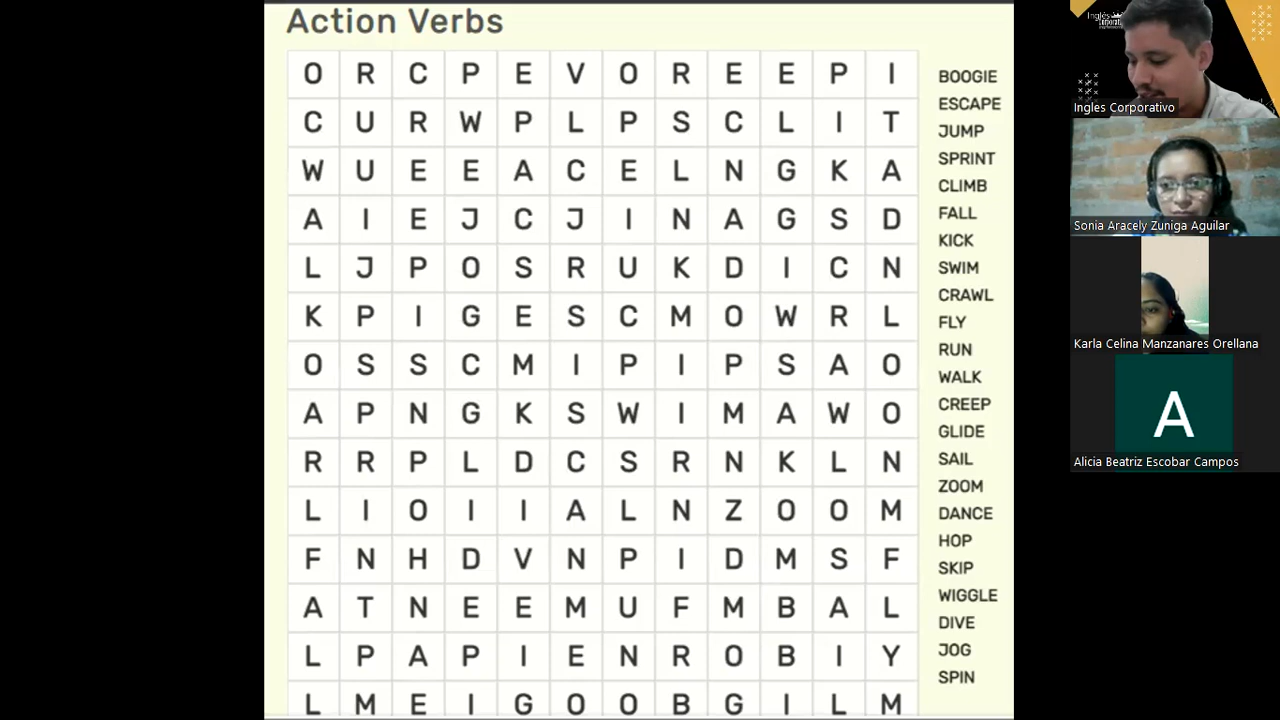 Action Verbs
O R C P E V O R E E P I
C U R W P L P S C L I T
W U E E A C E L N G K A
A I E J C J I N A G S D
L J P O S R U K D I C N
K P I G E S C M O W R L
O S S C M I P I P S A O
A P N G K S W I M A W O
R R P L D C S R N K L N
L I O I I A L N Z O O M
F N H D V N P I D M S F
A T N E E M U F M B A L
L P A P I E N R O B I Y
L M E I G O O B G I L M
BOOGIE
ESCAPE
JUMP
SPRINT
CLIMB
FALL
KICK
SWIM
CRAWL
FLY
RUN
WALK
CREEP
GLIDE
SAIL
ZOOM
DANCE
HOP
SKIP
WIGGLE
DIVE
JOG
SPIN
Ingles Corporativo
Sonia Aracely Zuniga Aguilar
Karla Celina Manzanares Orellana
A
Alicia Beatriz Escobar Campos